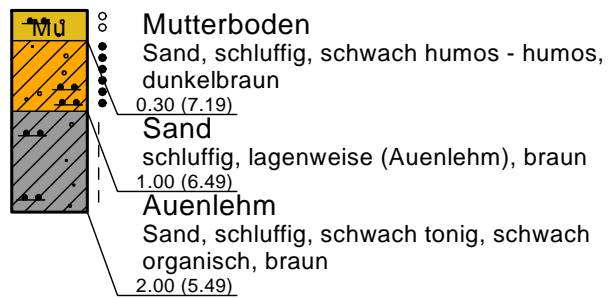 Mu
Mutterboden
Sand, schluffig, schwach humos - humos,
dunkelbraun
0.30 (7.19)
Sand
schluffig, lagenweise (Auenlehm), braun
1.00 (6.49)
Auenlehm
Sand, schluffig, schwach tonig, schwach
organisch, braun
2.00 (5.49)